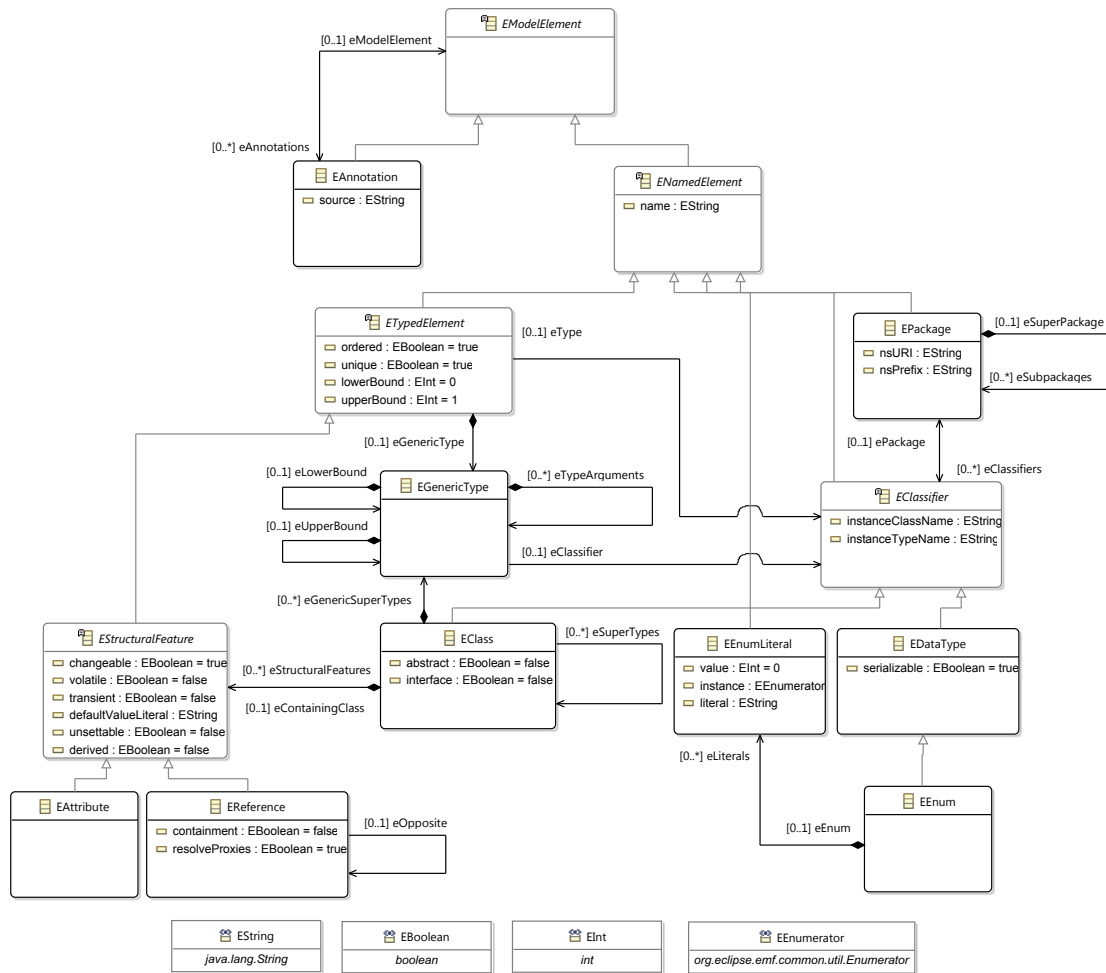 EModelElement
[0..1] eModelElement
[0..*] eAnnotations
EAnnotation
source : EString
ENamedElement
name : EString
ETypedElement
ordered : EBoolean = true
unique : EBoolean = true
lowerBound : EInt = 0
upperBound : EInt = 1
[0..1] eType
EPackage
nsURI : EString
nsPrefix : EString
[0..1] eSuperPackage
[0..*] eSubpackages
[0..1] eGenericType
[0..1] ePackage
[0..*] eClassifiers
[0..1] eLowerBound
[0..1] eUpperBound
EGenericType
[0..*] eTypeArguments
[0..1] eClassifier
EClassifier
instanceClassName : EString
instanceTypeName : EString
[0..*] eGenericSuperTypes
EStructuralFeature
changeable : EBoolean = true
volatile : EBoolean = false
transient : EBoolean = false
defaultValueLiteral : EString
unsettable : EBoolean = false
derived : EBoolean = false
[0..*] eStructuralFeatures
[0..1] eContainingClass
EClass
abstract : EBoolean = false
interface : EBoolean = false
[0..*] eSuperTypes
EEnumLiteral
value : EInt = 0
instance : EEnumerator
literal : EString
EDataType
serializable : EBoolean = true
[0..*] eLiterals
[0..1] eEnum
EEnum
EAttribute
EReference
containment : EBoolean = false
resolveProxies : EBoolean = true
[0..1] eOpposite
EString
java.lang.String
EBoolean
boolean
EInt
int
EEnumerator
org.eclipse.emf.common.util.Enumerator